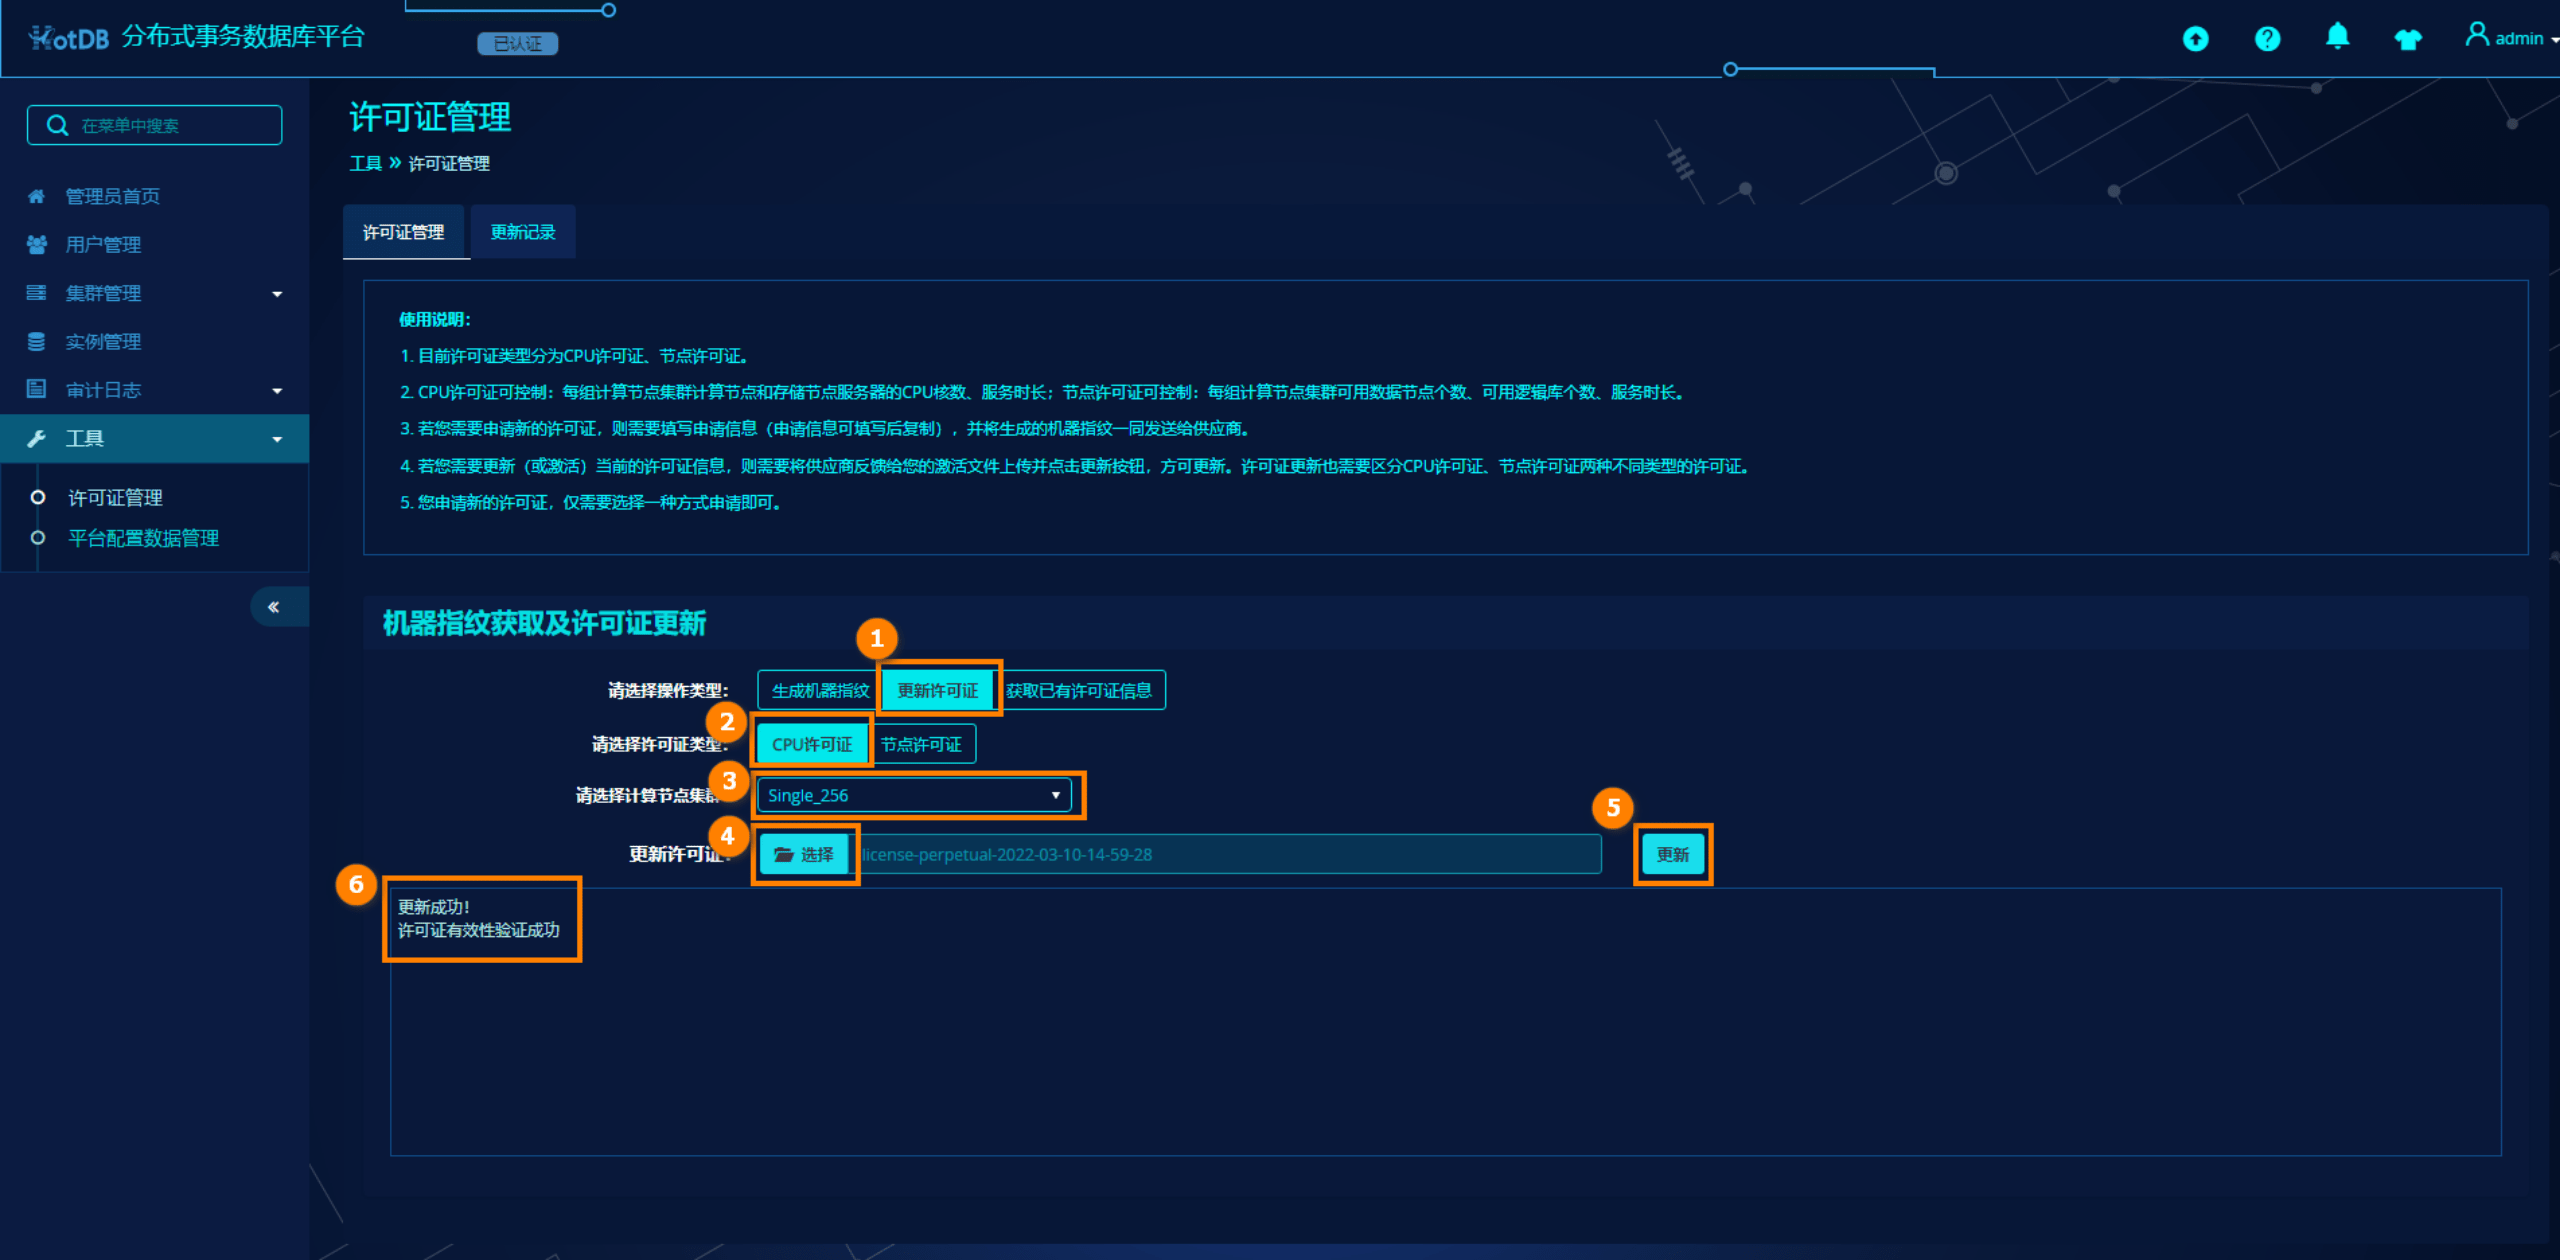 HotDB 分布式事务数据库平台
已认证
admin
在菜单中搜索
管理员首页
用户管理
集群管理
实例管理
审计日志
工具
许可证管理
平台配置数据管理
许可证管理
工具 » 许可证管理
许可证管理 更新记录
使用说明：
1. 目前许可证类型分为CPU许可证、节点许可证。
2. CPU许可证可控制：每组计算节点集群计算节点和存储节点服务器的CPU核数、服务时长；节点许可证可控制：每组计算节点集群可用数据节点个数、可用逻辑库个数、服务时长。
3. 若您需要申请新的许可证，则需要填写申请信息（申请信息可填写后复制），并将生成的机器指纹一同发送给供应商。
4. 若您需要更新（或激活）当前的许可证信息，则需要将供应商反馈给您的激活文件上传并点击更新按钮，方可更新。许可证更新也需要区分CPU许可证、节点许可证两种不同类型的许可证。
5. 您申请新的许可证，仅需要选择一种方式申请即可。
机器指纹获取及许可证更新
1
请选择操作类型： 生成机器指纹 更新许可证 获取已有许可证信息
2
请选择许可证类型： CPU许可证 节点许可证
3
请选择计算节点集群 Single_256
4 5
更新许可证： 选择 license-perpetual-2022-03-10-14-59-28 更新
6
更新成功！
许可证有效性验证成功